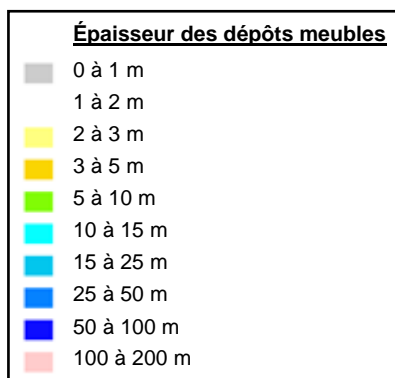 Épaisseur des dépôts meubles
0 à 1 m
1 à 2 m
2 à 3 m
3 à 5 m
5 à 10 m
10 à 15 m
15 à 25 m
25 à 50 m
50 à 100 m
100 à 200 m